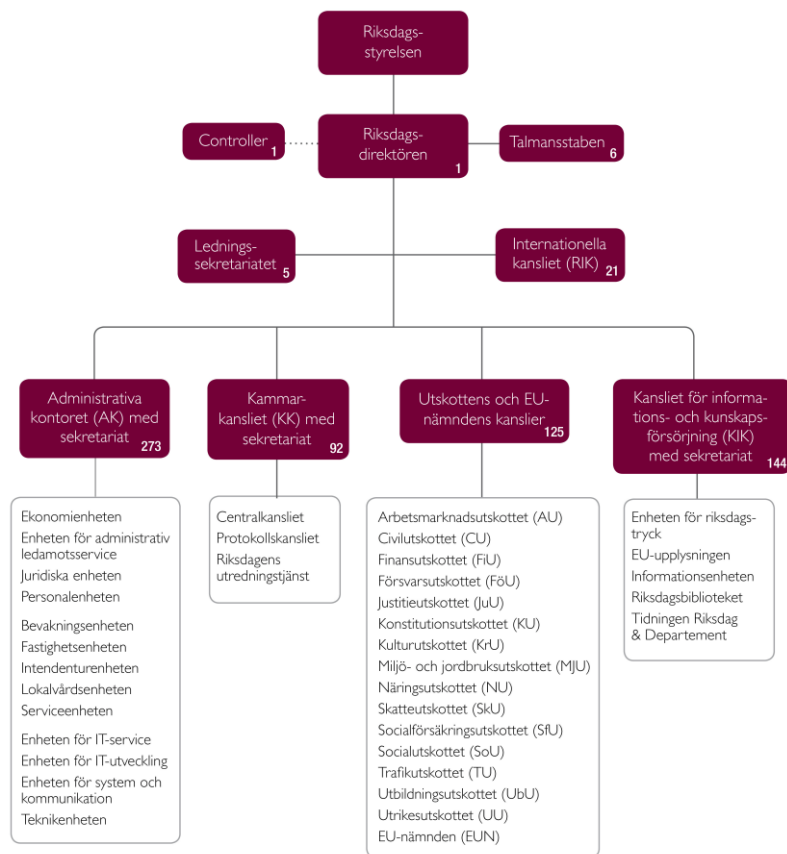 Riksdags-
styrelsen
Controller
1
Riksdags-
direktören
1
Talmansstaben
6
Lednings-
sekretariatet
5
Internationella
kansliet (RIK)
21
Administrativa
kontoret (AK) med
sekretariat
273
Kammar-
kansliet (KK) med
sekretariat
92
Utskottens och EU-
nämndens kanslier
125
Kansliet för informa-
tions- och kunskaps-
försörjning (KIK)
med sekretariat
144
Ekonomienheten
Enheten för administrativ
ledamotsservice
Juridiska enheten
Personalenheten
Bevakningsenheten
Fastighetsenheten
Intendenturenheten
Lokalvårdsenheten
Serviceenheten
Enheten för IT-service
Enheten för IT-utveckling
Enheten för system och
kommunikation
Teknikenheten
Centralkansliet
Protokollskansliet
Riksdagens
utredningstjänst
Arbetsmarknadsutskottet (AU)
Civilutskottet (CU)
Finansutskottet (FiU)
Försvarsutskottet (FöU)
Justitieutskottet (JuU)
Konstitutionsutskottet (KU)
Kulturutskottet (KrU)
Miljö- och jordbruksutskottet (MJU)
Näringsutskottet (NU)
Skatteutskottet (SkU)
Socialförsäkringsutskottet (SfU)
Socialutskottet (SoU)
Trafikutskottet (TU)
Utbildningsutskottet (UbU)
Utrikesutskottet (UU)
EU-nämnden (EUN)
Enheten för riksdags-
tryck
EU-upplysningen
Informationsenheten
Riksdagsbiblioteket
Tidningen Riksdag
& Departement